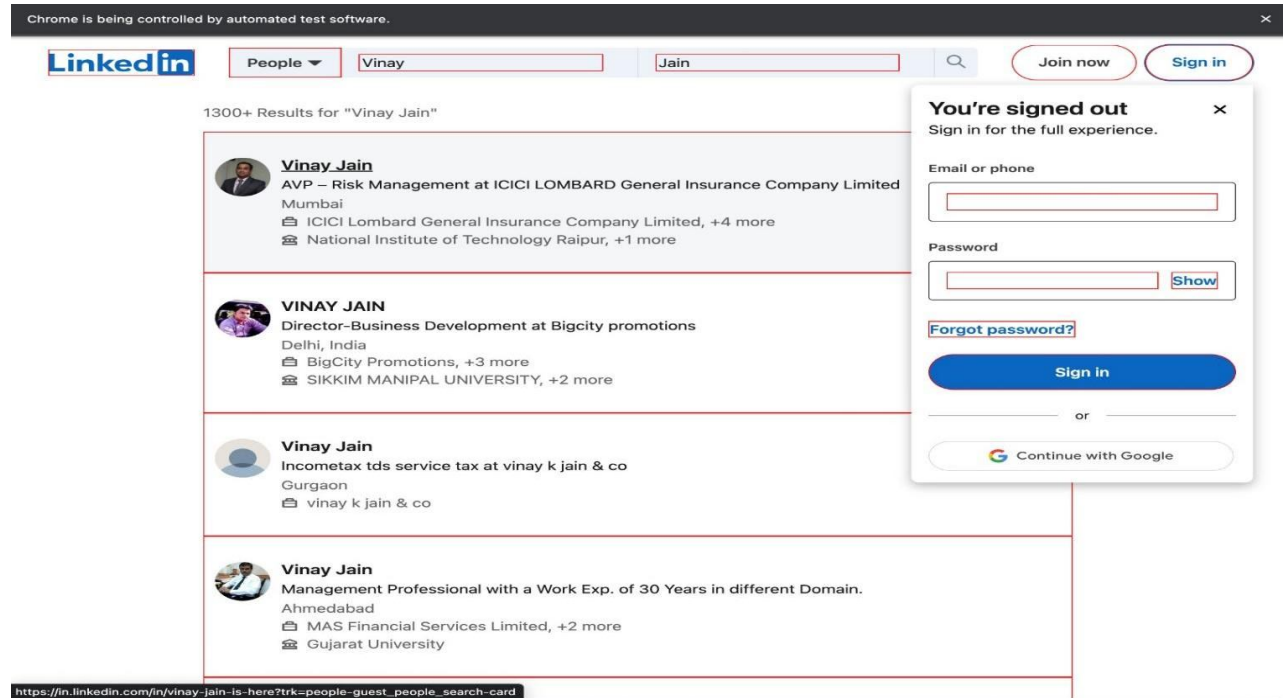 Chrome is being controlled by automated test software.
Linkedin
People
Vinay
Jain
Join now
Sign in
1300+ Results for "Vinay Jain"
Vinay Jain
AVP – Risk Management at ICICI LOMBARD General Insurance Company Limited
Mumbai
ICICI Lombard General Insurance Company Limited, +4 more
National Institute of Technology Raipur, +1 more
VINAY JAIN
Director-Business Development at Bigcity promotions
Delhi, India
BigCity Promotions, +3 more
SIKKIM MANIPAL UNIVERSITY, +2 more
Vinay Jain
Incometax tds service tax at vinay k jain & co
Gurgaon
vinay k jain & co
Vinay Jain
Management Professional with a Work Exp. of 30 Years in different Domain.
Ahmedabad
MAS Financial Services Limited, +2 more
Gujarat University
You're signed out
Sign in for the full experience.
Email or phone
Password
Show
Forgot password?
Sign in
or
Continue with Google
https://in.linkedin.com/in/vinay-jain-is-here?trk=people-guest_people_search-card